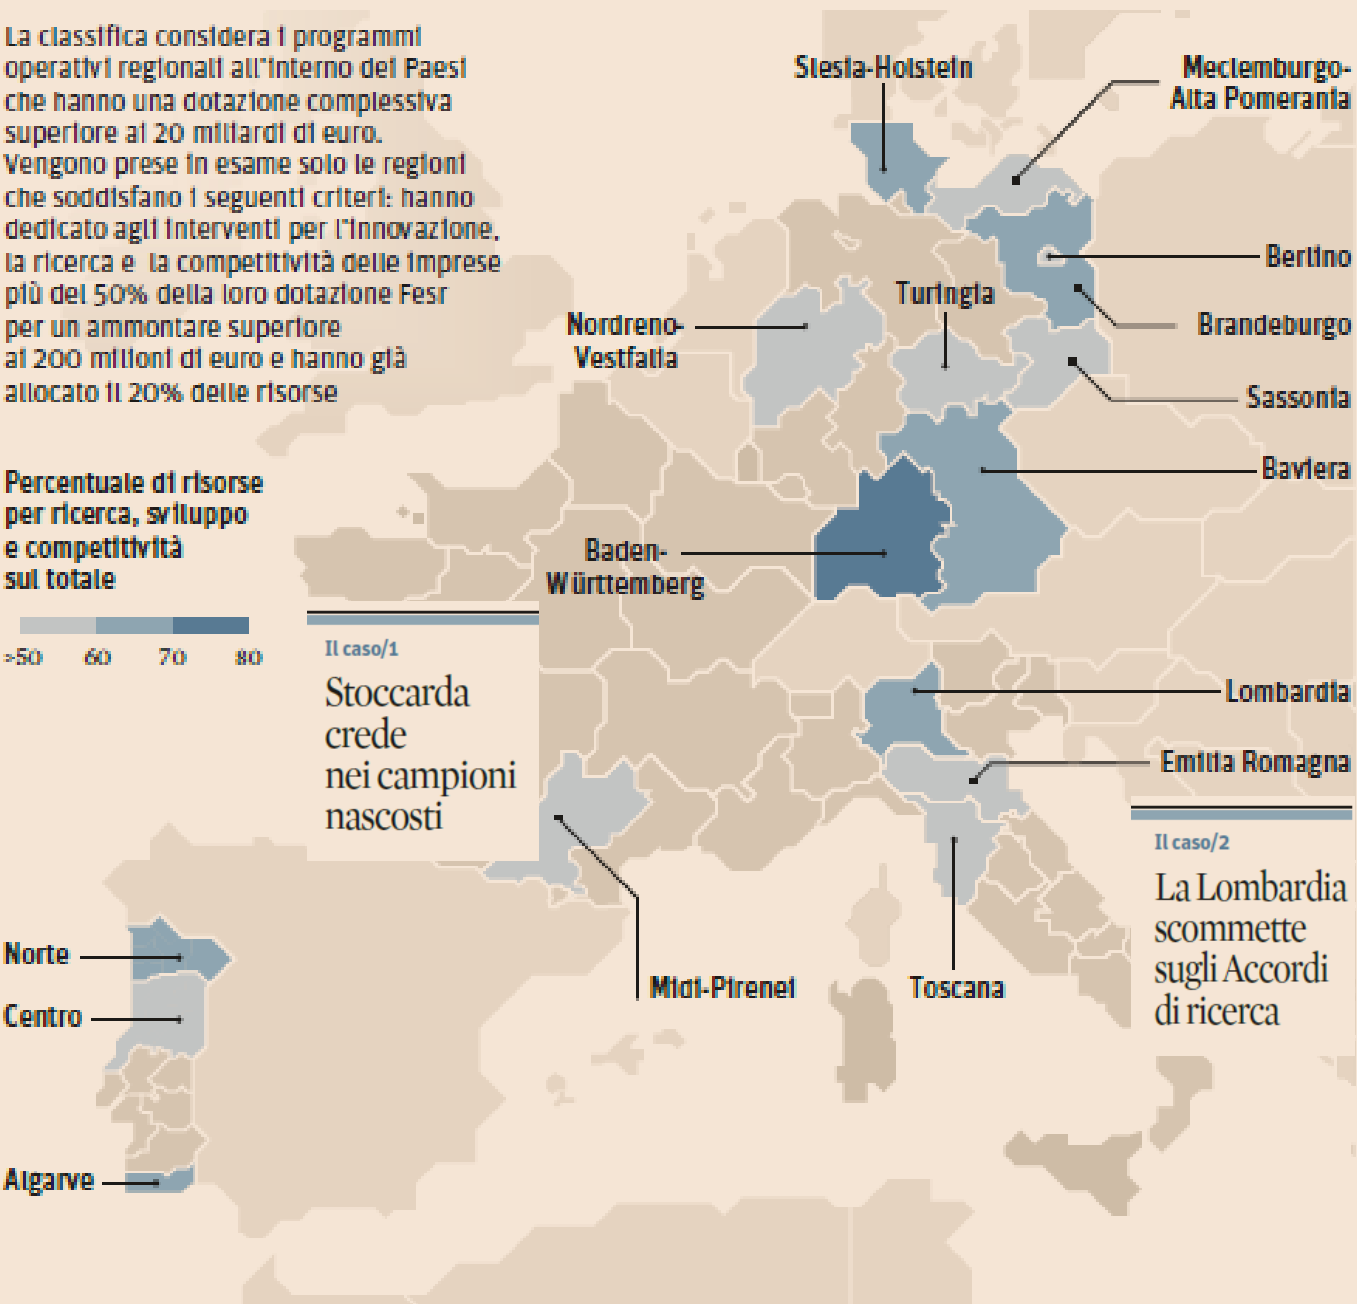 La classifica considera i programmi
operativi regionali all'interno dei Paesi
che hanno una dotazione complessiva
superiore ai 20 miliardi di euro.
Vengono prese in esame solo le regioni
che soddisfano i seguenti criteri: hanno
dedicato agli interventi per l'innovazione,
la ricerca e la competitività delle imprese
più del 50% della loro dotazione Fesr
per un ammontare superiore
ai 200 milioni di euro e hanno già
allocato il 20% delle risorse
Percentuale di risorse
per ricerca, sviluppo
e competitività
sul totale
>50 60 70 80
Slesia-Holstein
Meclemburgo-
Alta Pomerania
Berlino
Turingia
Brandeburgo
Nordreno-
Vestfalia
Sassonia
Baviera
Baden-
Württemberg
Il caso/1
Stoccarda
crede
nei campioni
nascosti
Lombardia
Emilia Romagna
Il caso/2
La Lombardia
scommette
sugli Accordi
di ricerca
Norte
Centro
Midi-Pirenei
Toscana
Algarve